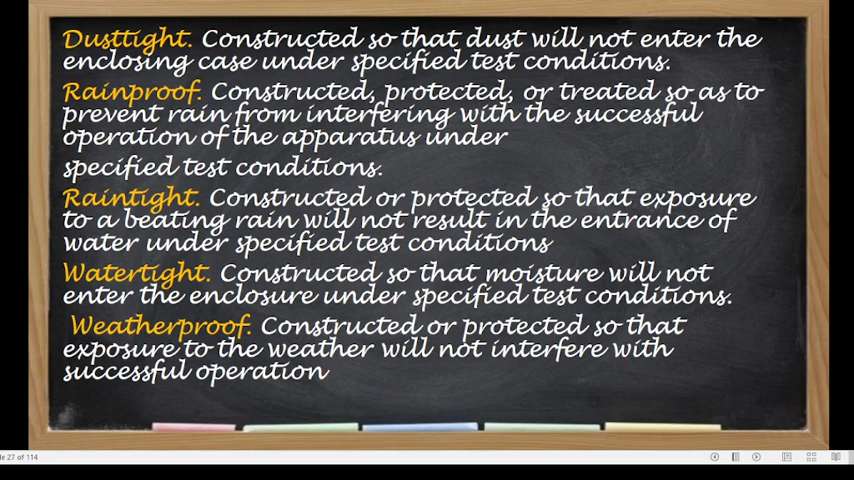 Dusttight. Constructed so that dust will not enter the
enclosing case under specified test conditions.
Rainproof. Constructed, protected, or treated so as to
prevent rain from interfering with the successful
operation of the apparatus under
specified test conditions.
Raintight. Constructed or protected so that exposure
to a beating rain will not result in the entrance of
water under specified test conditions
Watertight. Constructed so that moisture will not
enter the enclosure under specified test conditions.
Weatherproof. Constructed or protected so that
exposure to the weather will not interfere with
successful operation
de 27 of 114